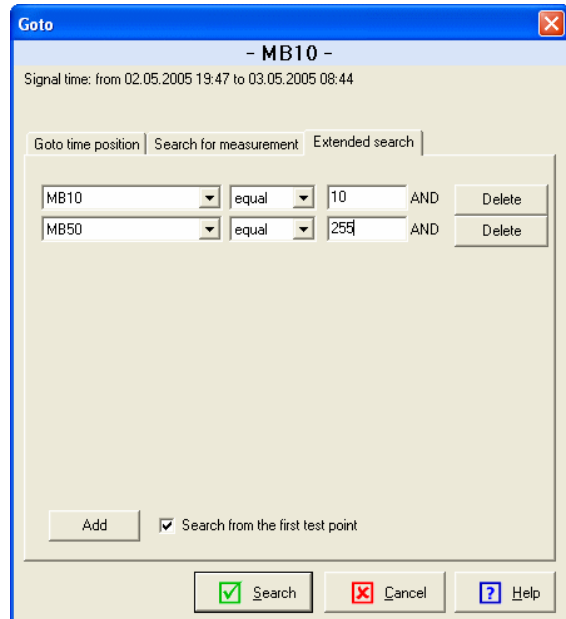 Goto
- MB10 -
Signal time: from 02.05.2005 19:47 to 03.05.2005 08:44
Goto time position Search for measurement Extended search
MB10 equal 10 AND Delete
MB50 equal 255 AND Delete
Add Search from the first test point
Search Cancel Help